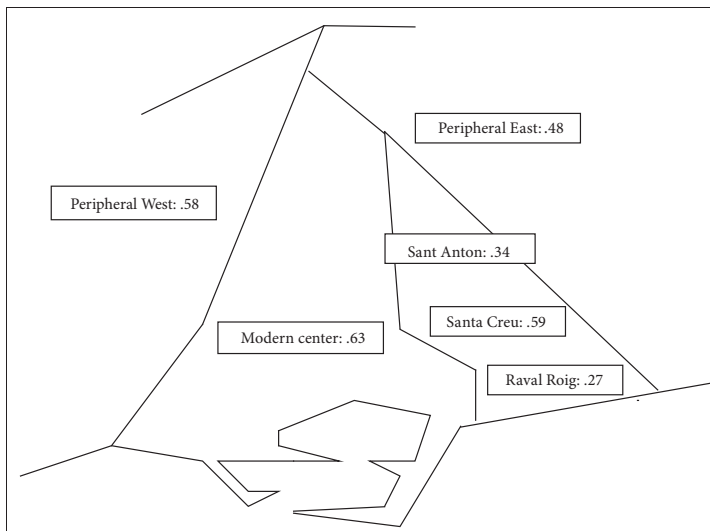 Peripheral East: .48
Peripheral West: .58
Sant Anton: .34
Santa Creu: .59
Modern center: .63
Raval Roig: .27